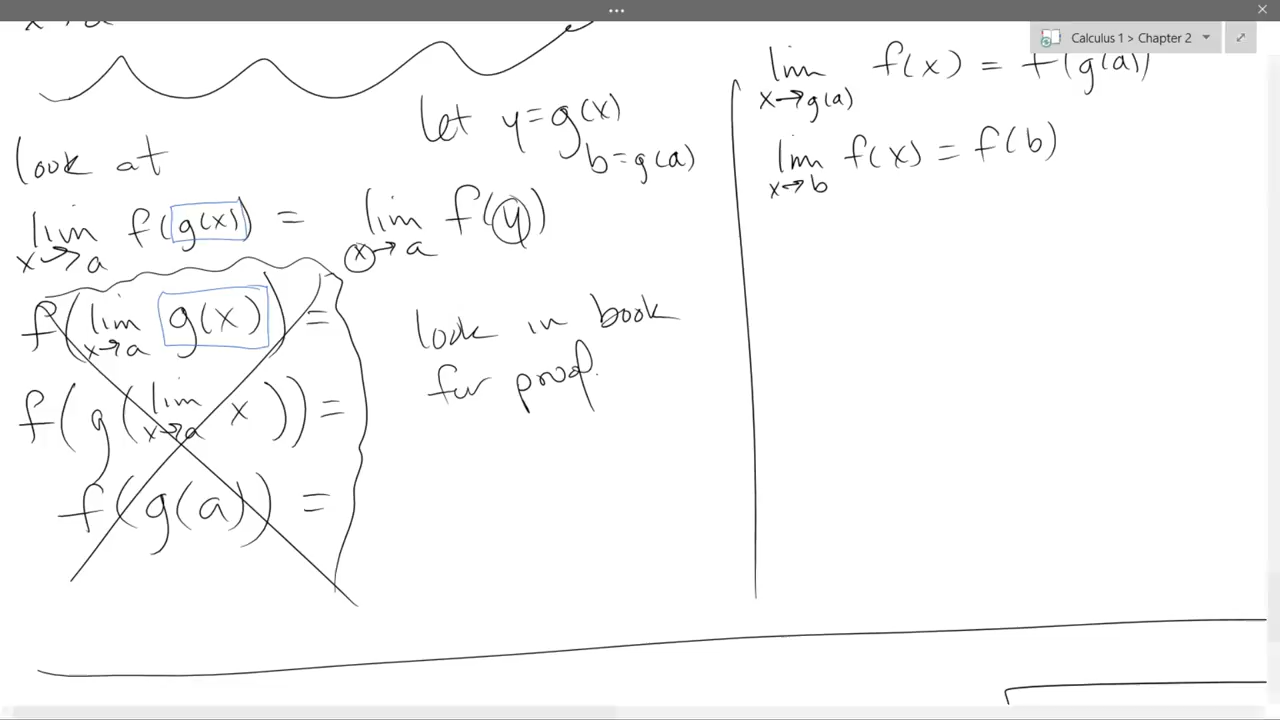 Calculus 1 > Chapter 2
look at
let y = g(x)
b = g(a)
lim f(g(x)) = lim f(y)
x→a x→a
f(lim g(x)) =
x→a
f(g(lim x)) =
x→a
f(g(a)) =
look in book
for proof.
lim f(x) = f(g(a))
x→g(a)
lim f(x) = f(b)
x→b